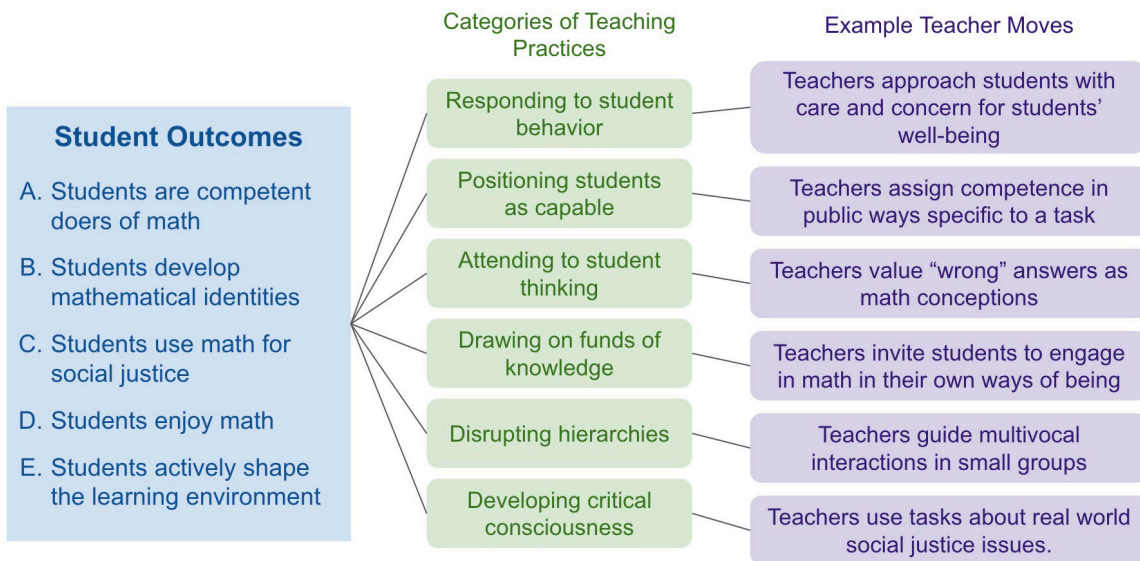 Categories of Teaching
Practices
Example Teacher Moves
Student Outcomes
A. Students are competent
doers of math
B. Students develop
mathematical identities
C. Students use math for
social justice
D. Students enjoy math
E. Students actively shape
the learning environment
Responding to student
behavior
Positioning students
as capable
Attending to student
thinking
Drawing on funds of
knowledge
Disrupting hierarchies
Developing critical
consciousness
Teachers approach students with
care and concern for students’
well-being
Teachers assign competence in
public ways specific to a task
Teachers value “wrong” answers as
math conceptions
Teachers invite students to engage
in math in their own ways of being
Teachers guide multivocal
interactions in small groups
Teachers use tasks about real world
social justice issues.